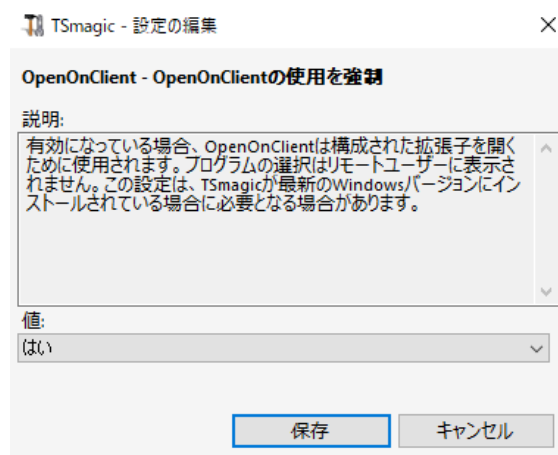 TSmagic - 設定の編集
OpenOnClient - OpenOnClientの使用を強制
説明:
有効になっている場合、OpenOnClientは構成された拡張子を開く
ために使用されます。プログラムの選択はリモートユーザーに表示さ
れません。この設定は、TSmagicが最新のWindowsバージョンにイン
ストールされている場合に必要となる場合があります。
値:
はい
保存
キャンセル